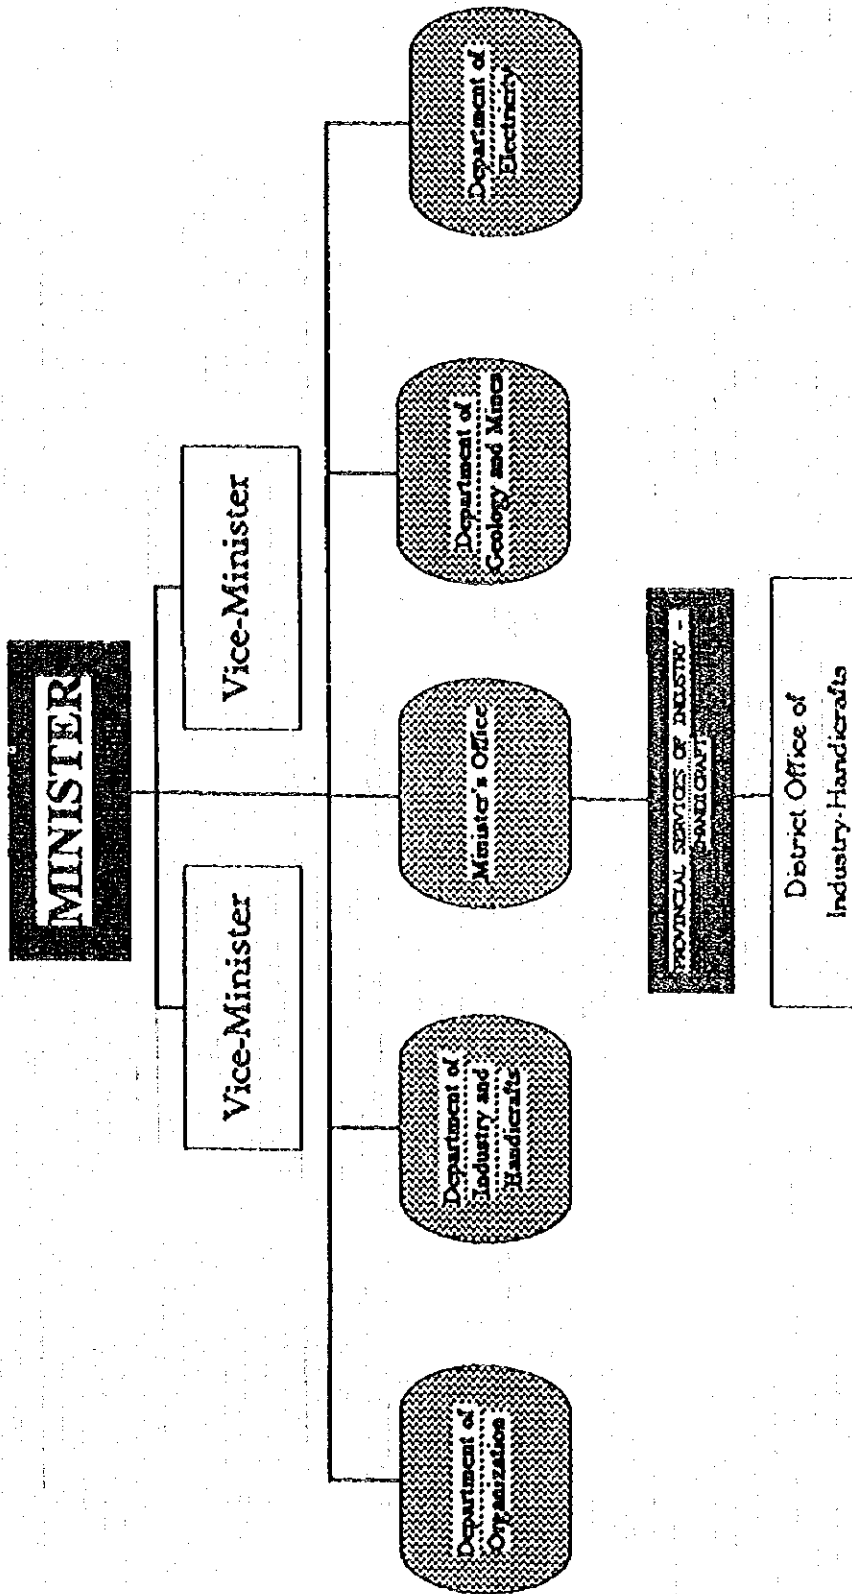 MINISTER
Vice-Minister
Vice-Minister
Department of
Organization
Department of
Industry and
Handicrafts
Minister's Office
Department of
Geology and Mines
Department of
Electricity
PROVINCIAL SERVICES OF INDUSTRY -
HANDICRAFT
District Office of
Industry-Handicrafts